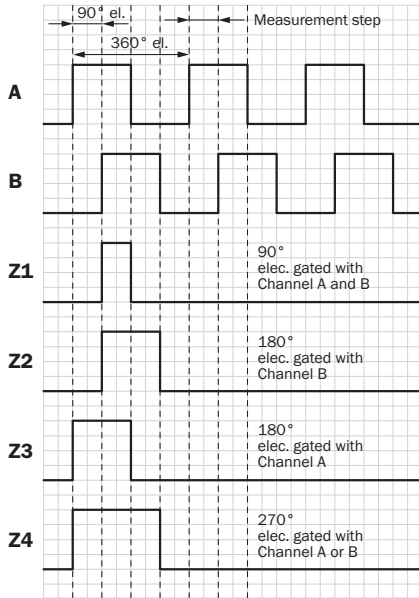 90° el.
Measurement step
360° el.
A
B
Z1
90°
elec. gated with
Channel A and B
Z2
180°
elec. gated with
Channel B
Z3
180°
elec. gated with
Channel A
Z4
270°
elec. gated with
Channel A or B